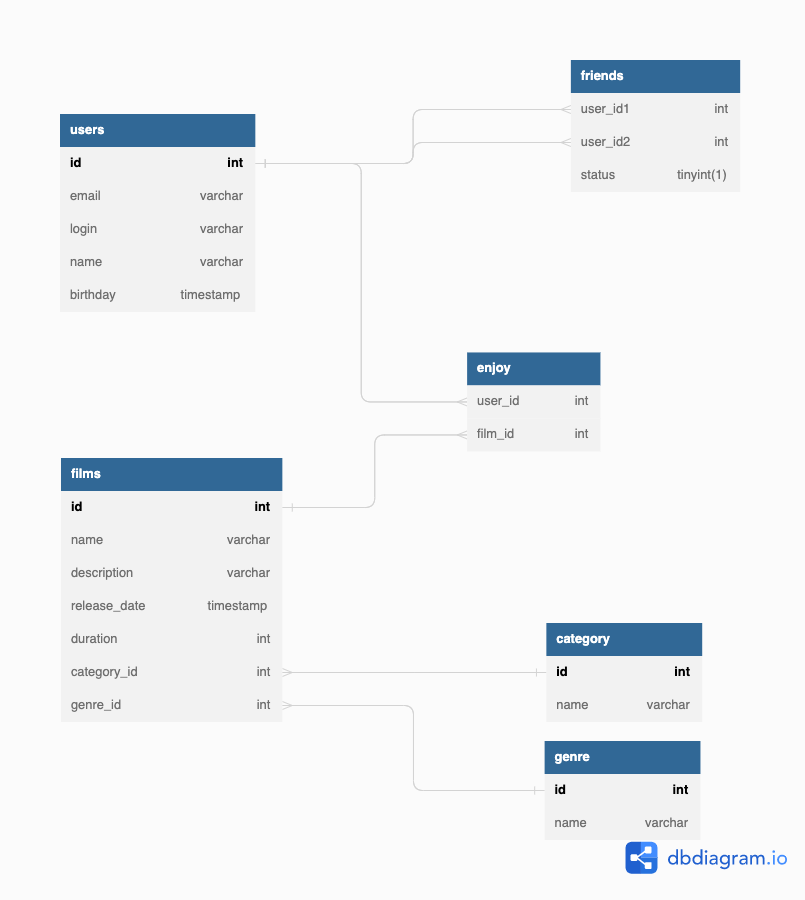 friends
user_id1 int
user_id2 int
status tinyint(1)
users
id int
email varchar
login varchar
name varchar
birthday timestamp
enjoy
user_id int
film_id int
films
id int
name varchar
description varchar
release_date timestamp
duration int
category_id int
genre_id int
category
id int
name varchar
genre
id int
name varchar
dbdiagram.io